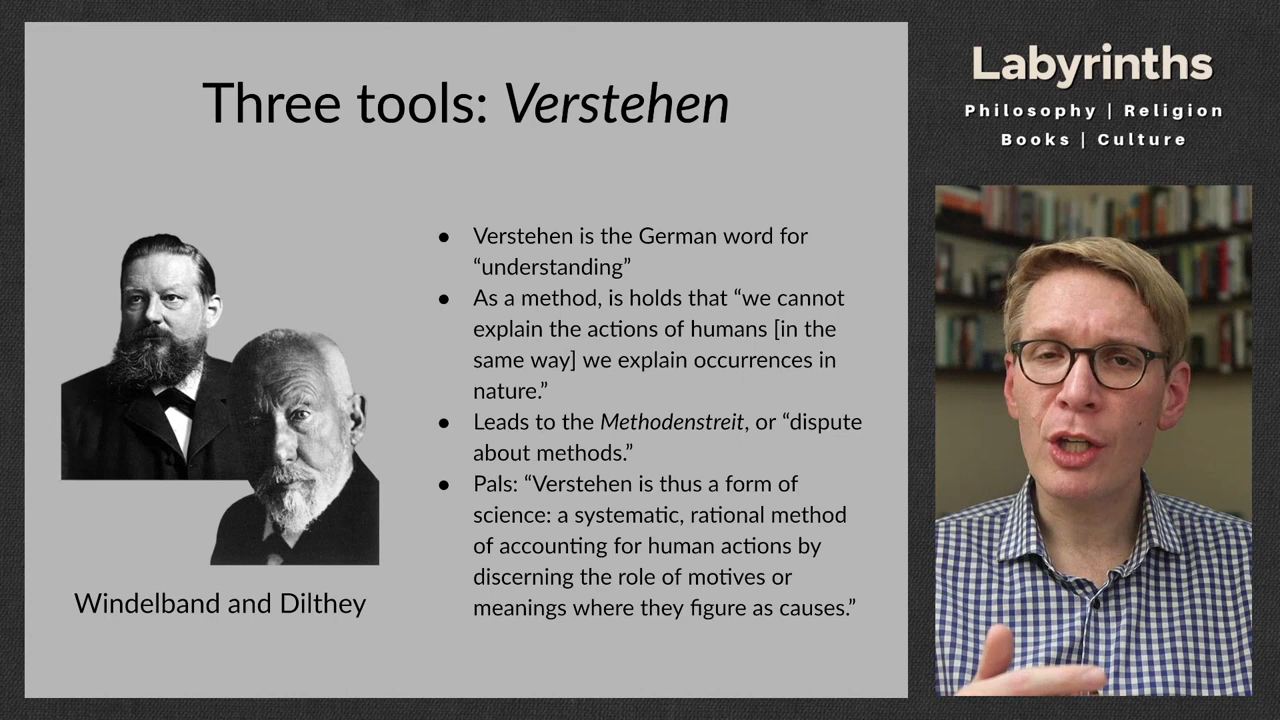 Three tools: Verstehen
● Verstehen is the German word for
“understanding”
● As a method, is holds that “we cannot
explain the actions of humans [in the
same way] we explain occurrences in
nature.”
● Leads to the Methodenstreit, or “dispute
about methods.”
● Pals: “Verstehen is thus a form of
science: a systematic, rational method
of accounting for human actions by
discerning the role of motives or
meanings where they figure as causes.”
Windelband and Dilthey
Labyrinths
Philosophy | Religion
Books | Culture